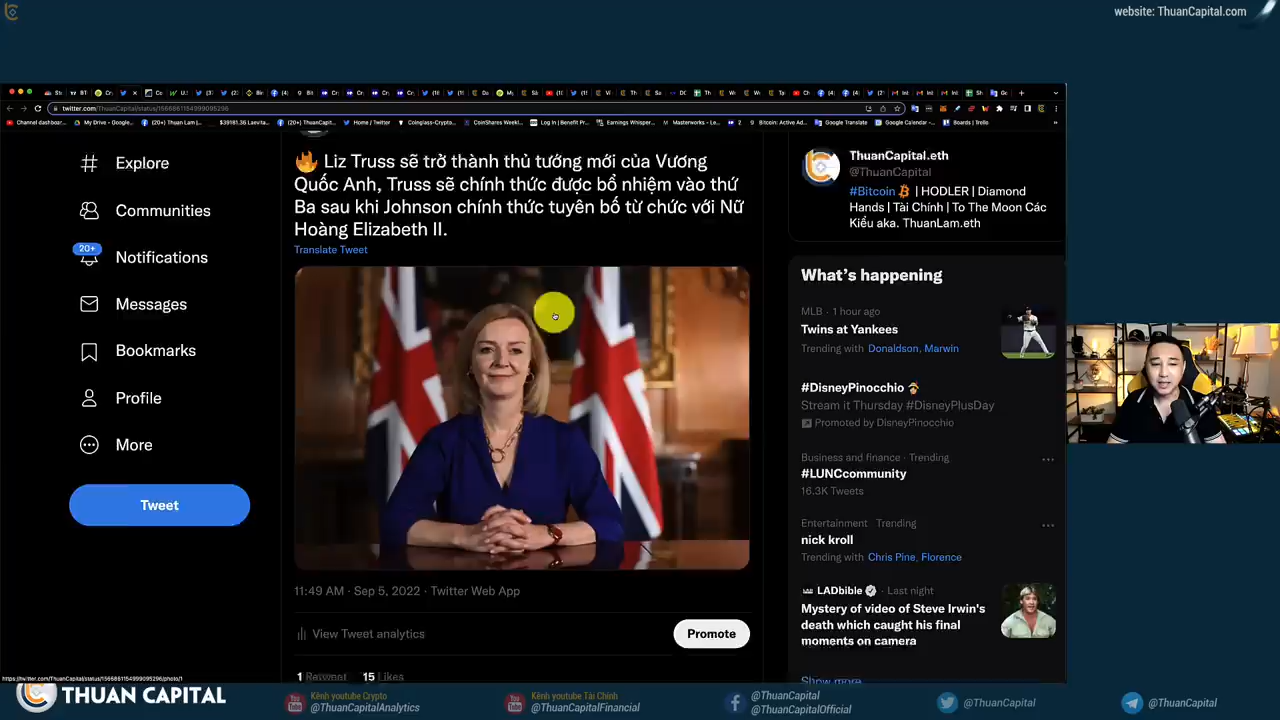 website: ThuanCapital.com
twitter.com/ThuanCapital/status/1566861154999095296
Explore
Communities
20+
Notifications
Messages
Bookmarks
Profile
More
Tweet
🔥 Liz Truss sẽ trở thành thủ tướng mới của Vương
Quốc Anh, Truss sẽ chính thức được bổ nhiệm vào thứ
Ba sau khi Johnson chính thức tuyên bố từ chức với Nữ
Hoàng Elizabeth II.
Translate Tweet
11:49 AM · Sep 5, 2022 · Twitter Web App
View Tweet analytics
Promote
1 Retweet 15 Likes
ThuanCapital.eth
@ThuanCapital
#Bitcoin | HODLER | Diamond
Hands | Tài Chính | To The Moon Các
Kiểu aka. ThuanLam.eth
What's happening
MLB · 1 hour ago
Twins at Yankees
Trending with Donaldson, Marwin
#DisneyPinocchio
Stream it Thursday #DisneyPlusDay
Promoted by DisneyPinocchio
Business and finance · Trending
#LUNCcommunity
16.3K Tweets
Entertainment · Trending
nick kroll
Trending with Chris Pine, Florence
LADbible · Last night
Mystery of video of Steve Irwin's
death which caught his final
moments on camera
Show more
THUAN CAPITAL
Kênh youtube Crypto
@ThuanCapitalAnalytics
Kênh youtube Tài Chính
@ThuanCapitalFinancial
@ThuanCapital
@ThuanCapitalOfficial
@ThuanCapital
@ThuanCapital